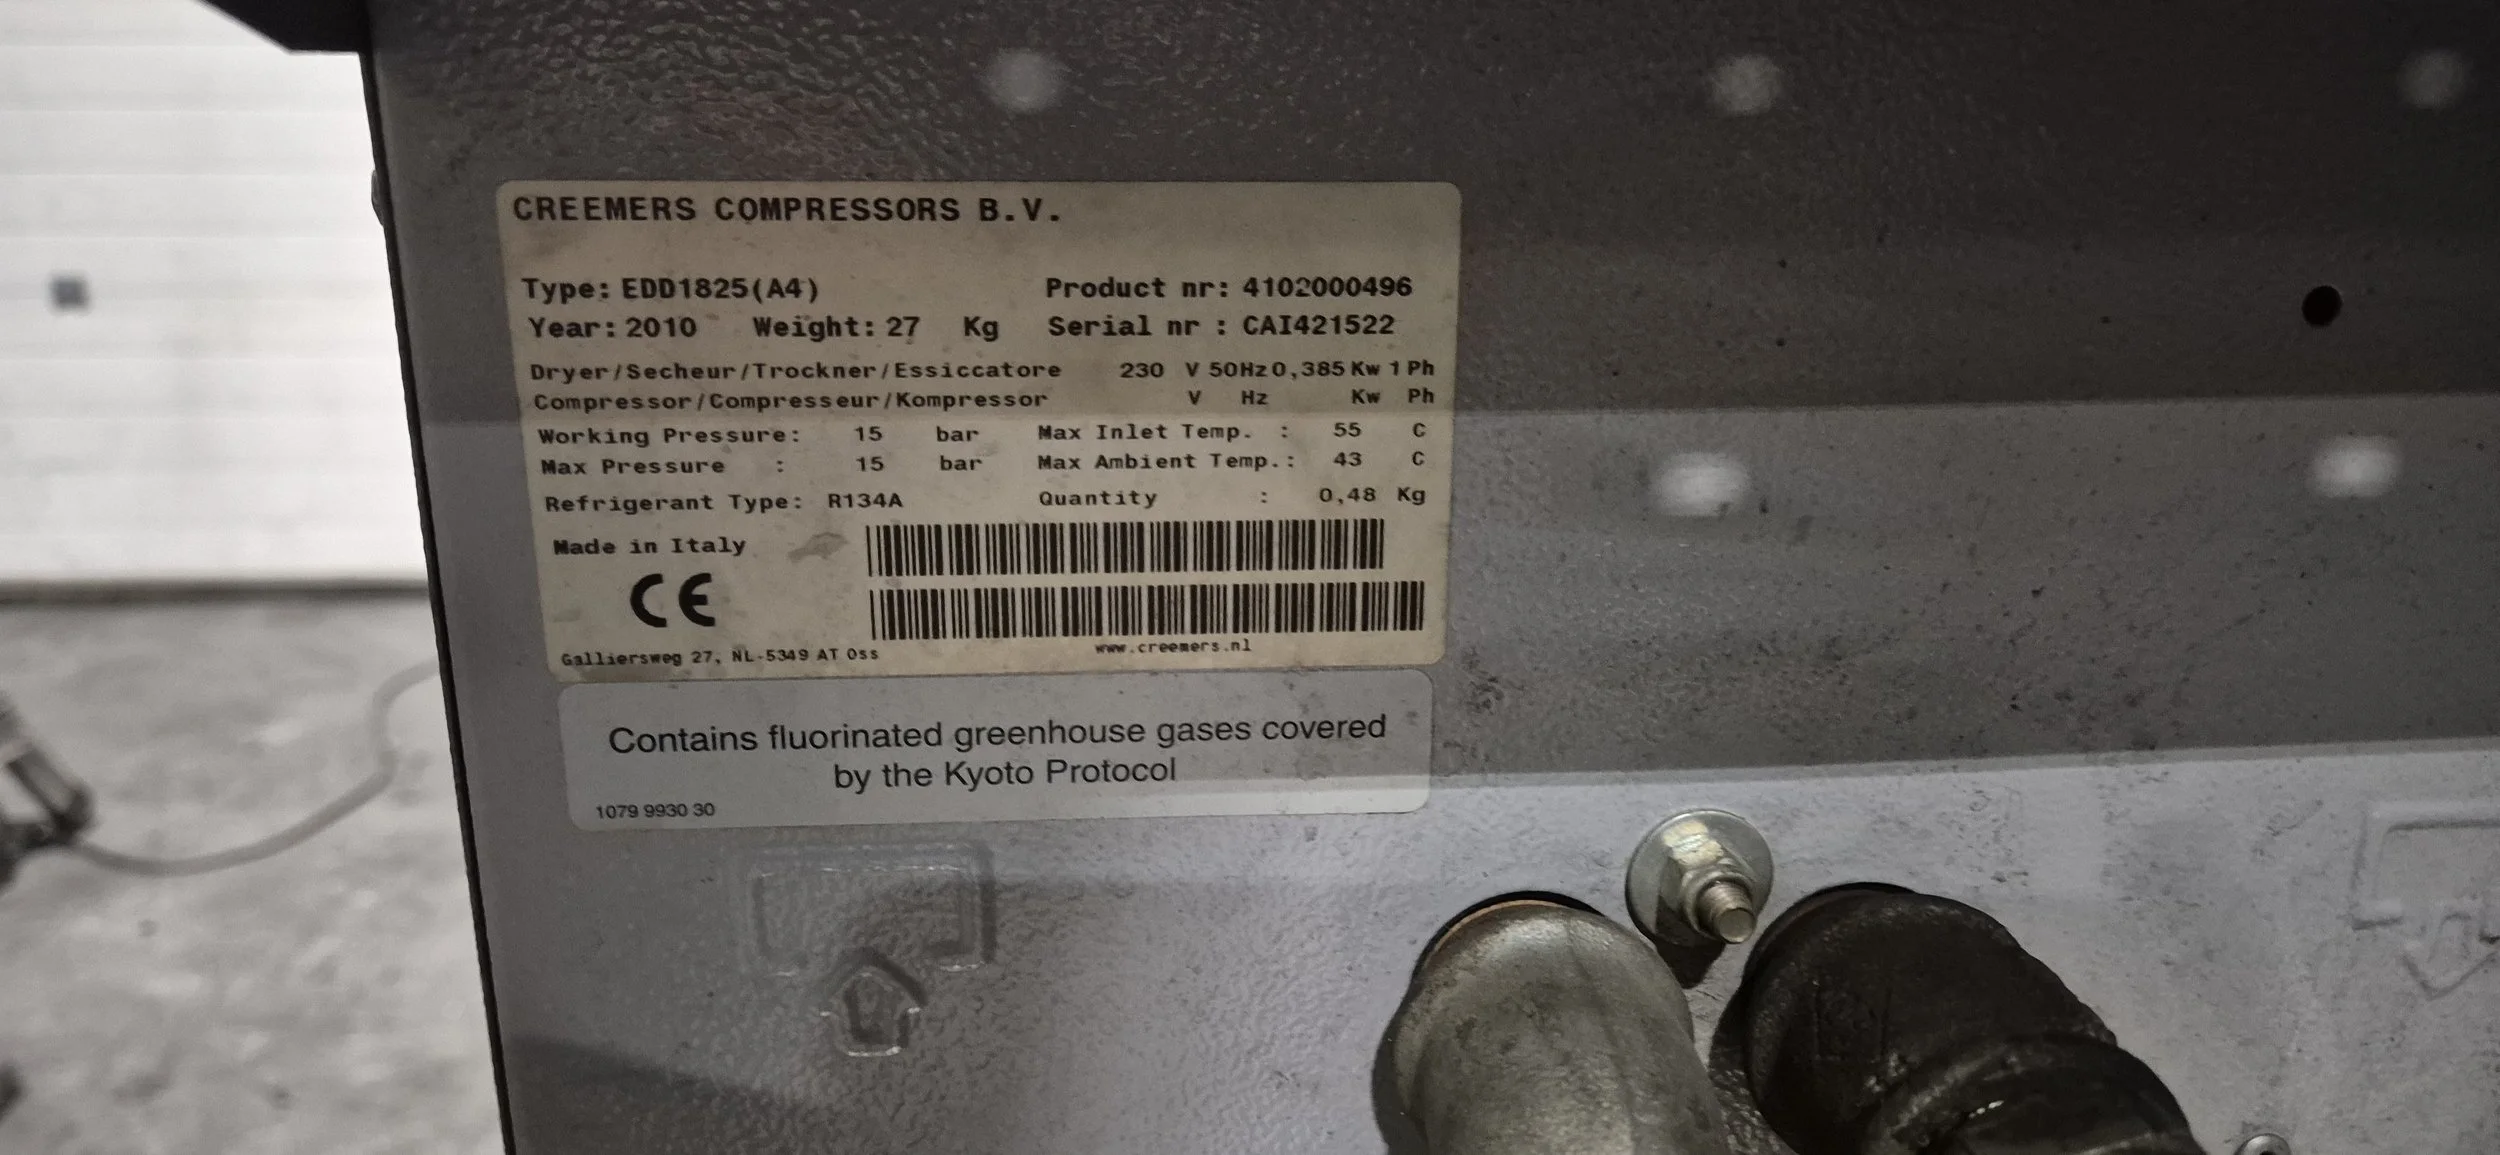 CREEMERS COMPRESSORS B.V.
Type: EDD1825(A4) Product nr: 4102000496
Year: 2010 Weight: 27 Kg Serial nr : CAI421522
Dryer/Secheur/Trockner/Essiccatore 230 V 50Hz 0,385 Kw 1 Ph
Compressor/Compresseur/Kompressor V Hz Kw Ph
Working Pressure: 15 bar Max Inlet Temp. : 55 C
Max Pressure : 15 bar Max Ambient Temp.: 43 C
Refrigerant Type: R134A Quantity : 0,48 Kg
Made in Italy
CE
Galliersweg 27, NL-5349 AT Oss www.creemers.nl
Contains fluorinated greenhouse gases covered
by the Kyoto Protocol
1079 9930 30